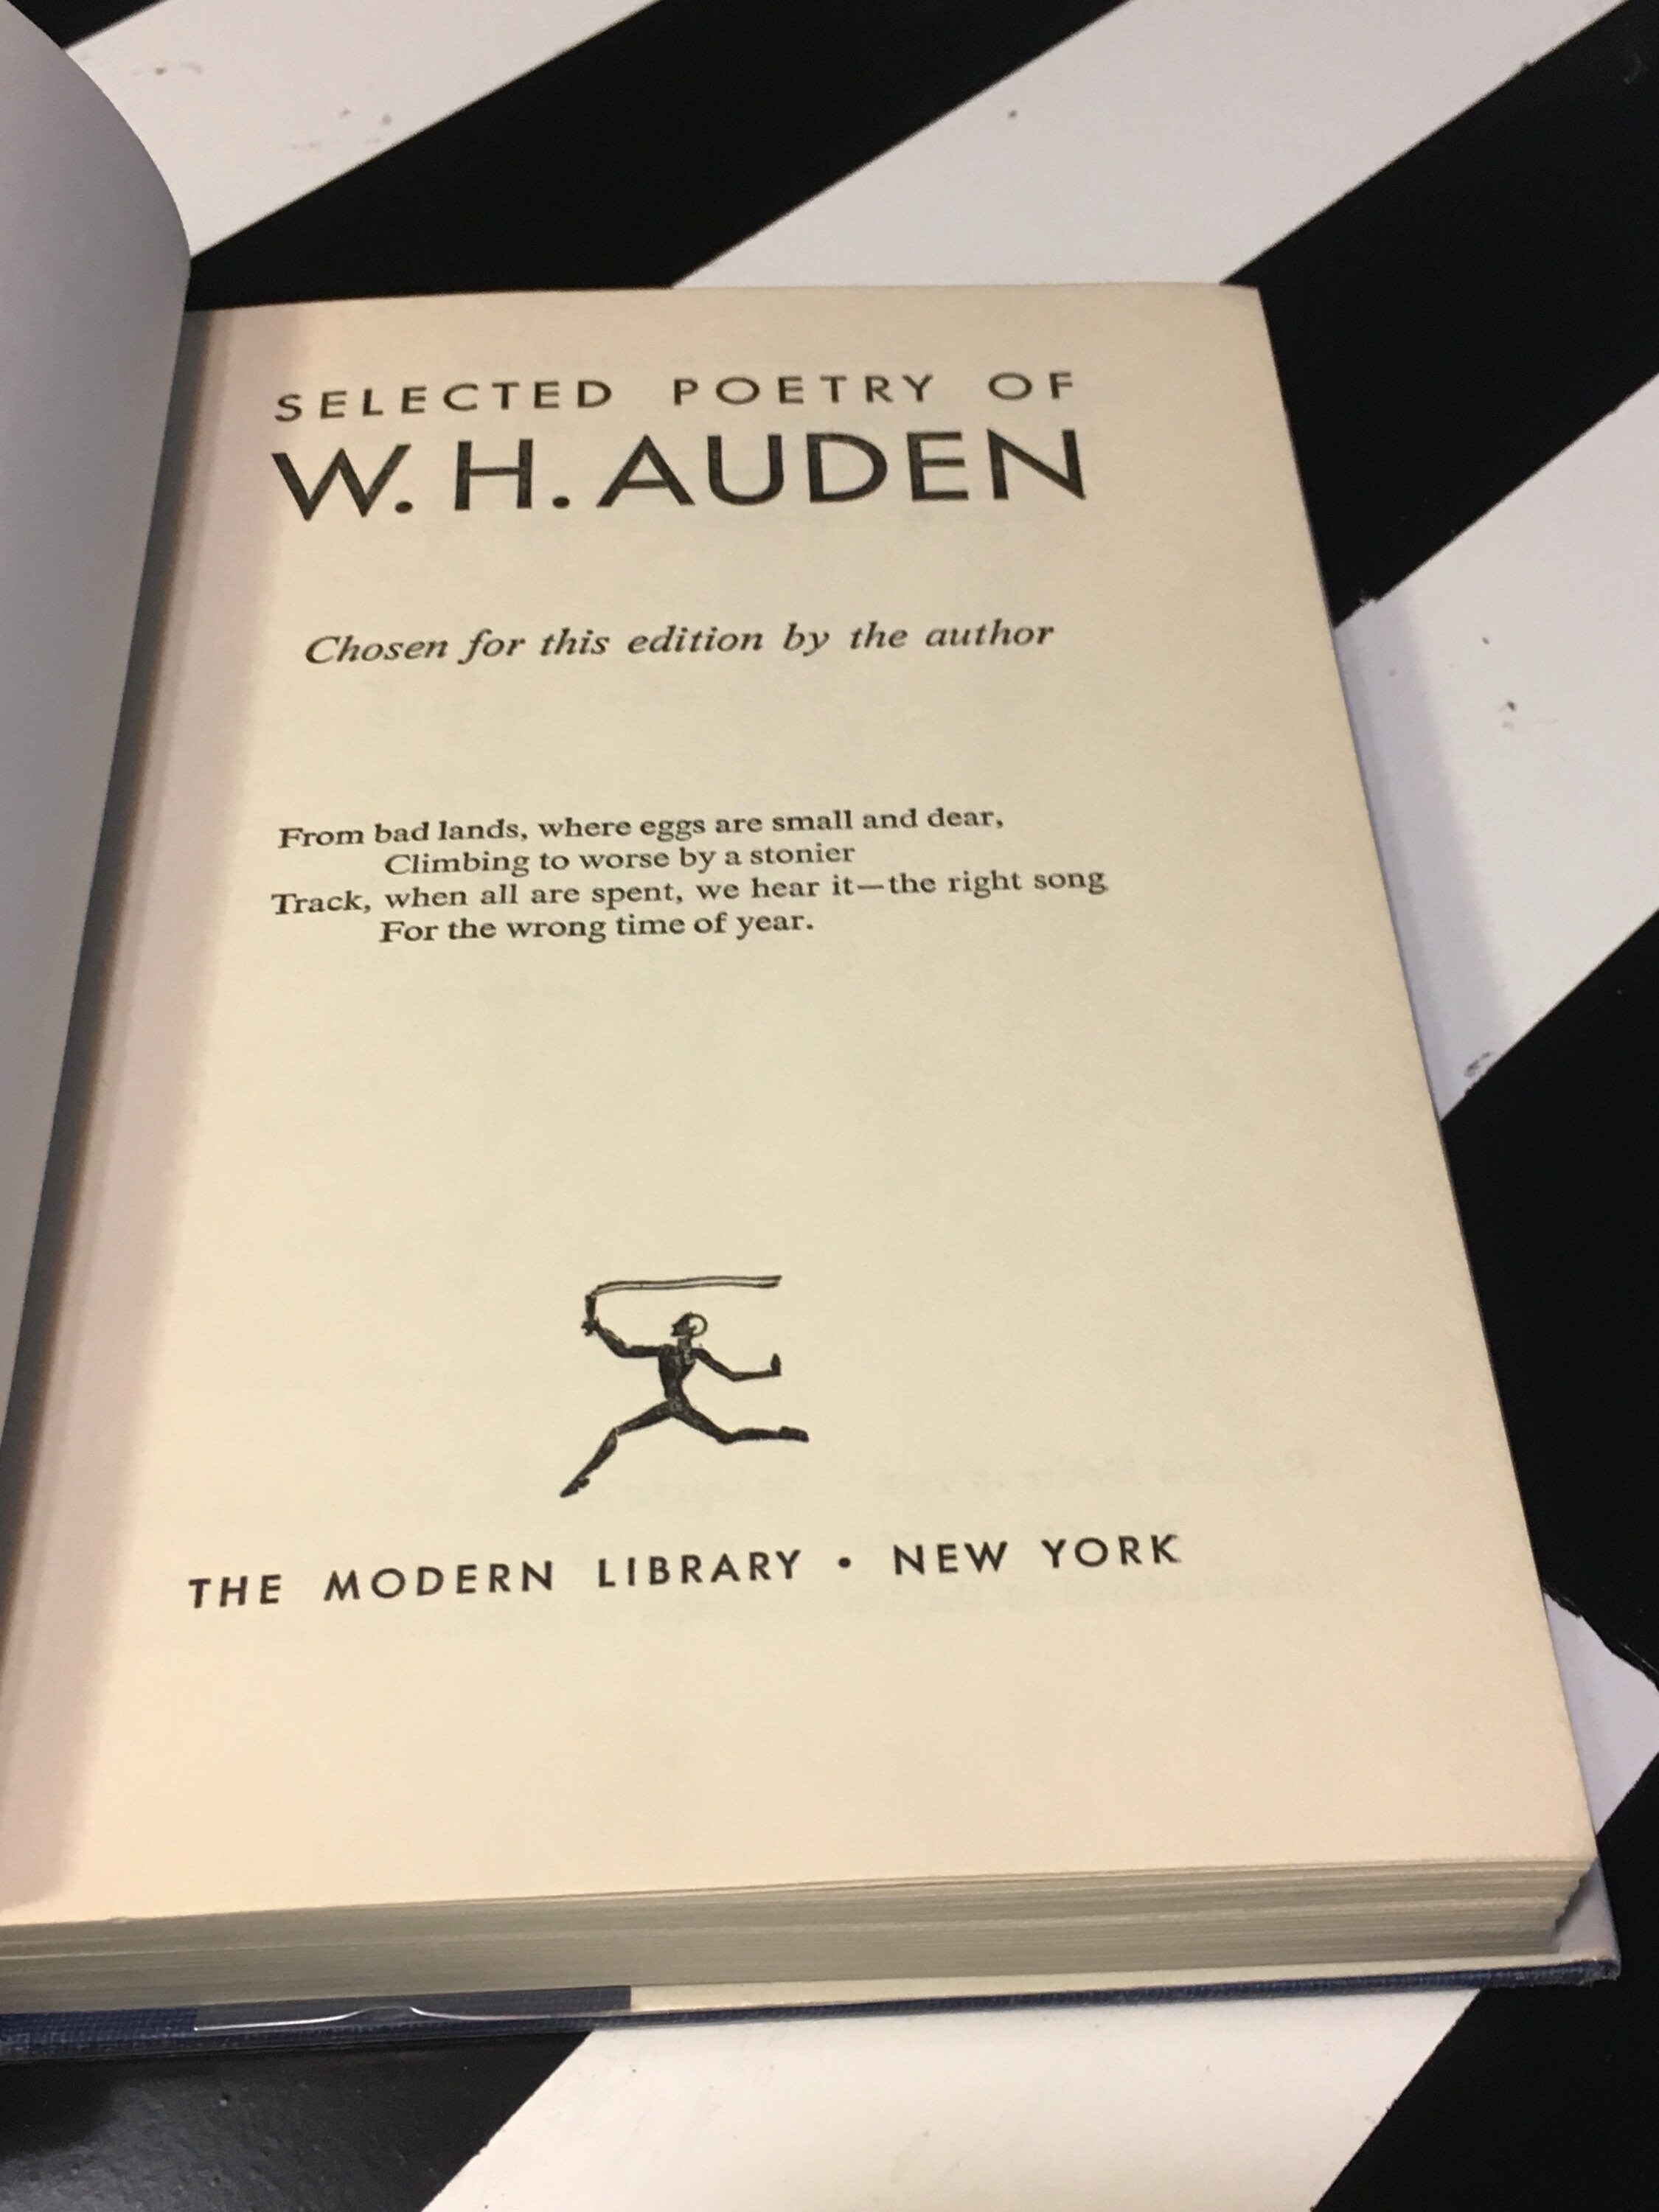 SELECTED POETRY OF
W. H. AUDEN
Chosen for this edition by the author
From bad lands, where eggs are small and dear,
Climbing to worse by a stonier
Track, when all are spent, we hear it—the right song
For the wrong time of year.
THE MODERN LIBRARY • NEW YORK